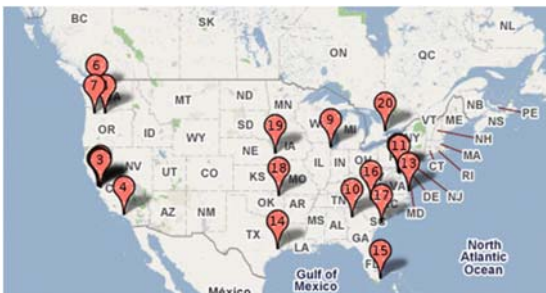 BC
SK
NL
ON
QC
6
7
MT
ND
MN
20
NB
PE
VT
ME
NS
OR
ID
WY
SD
19
IA
9
MI
NY
NH
11
MA
3
NV
UT
CO
NE
IL
IN
OH
13
CT
RI
4
KS
18
MO
16
VA
NJ
DE
MD
AZ
NM
OK
AR
TN
10
17
SC
TX
14
MS
AL
GA
LA
15
FL
North
Atlantic
Ocean
Gulf of
Mexico
México